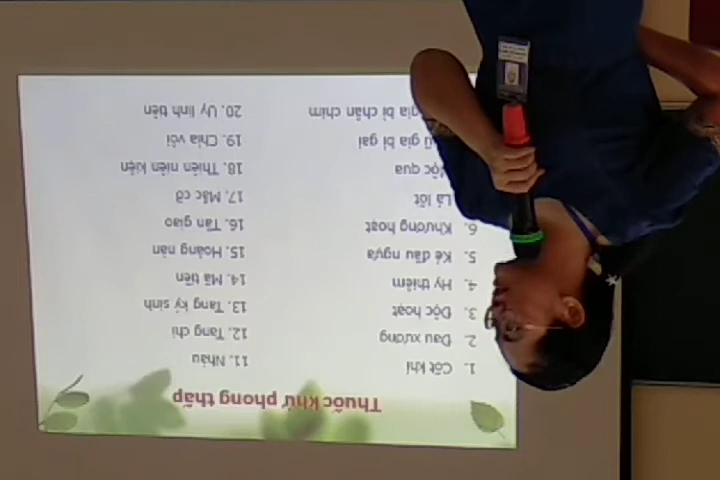 Thuốc khử phong thấp
1. Cốt khí
2. Đau xương
3. Độc hoạt
4. Hy thiêm
5. Ké đầu ngựa
6. Khương hoạt
Lá lốt
qua
gia bì gai
gia bì chân chim
11. Nhàu
12. Tang chi
13. Tang ký sinh
14. Mã tiền
15. Hoàng nàn
16. Tần giao
17. Mắc cỡ
18. Thiên niên kiện
19. Chìa vôi
20. Uy linh tiên